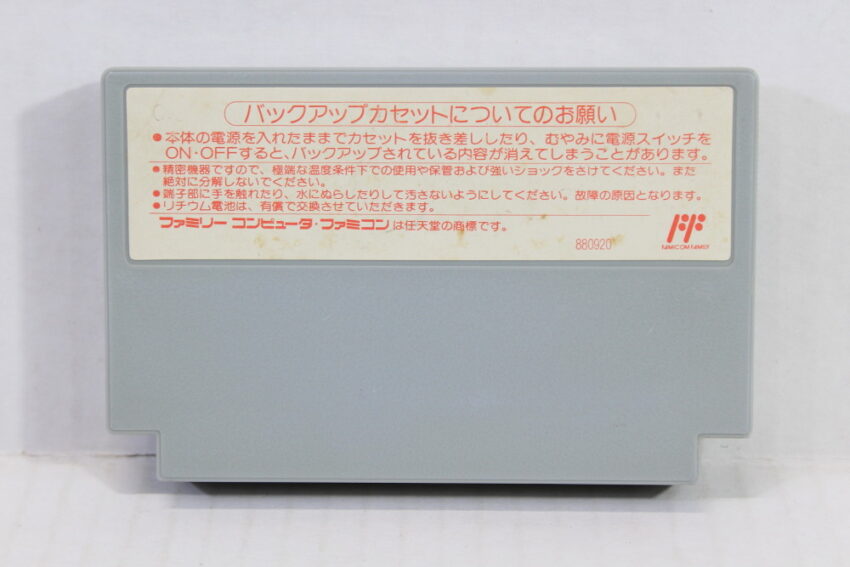 バックアップカセットについてのお願い
●本体の電源を入れたままでカセットを抜き差ししたり、むやみに電源スイッチを
ON・OFFすると、バックアップされている内容が消えてしまうことがあります。
●精密機器ですので、極端な温度条件下での使用や保管および強いショックをさけてください。また
絶対に分解しないでください。
●端子部に手を触れたり、水にぬらしたりして汚さないようにしてください。故障の原因となります。
●リチウム電池は、有償で交換させていただきます。
ファミリー コンピュータ・ファミコンは任天堂の商標です。
880920
FF
FAMICOM FAMILY